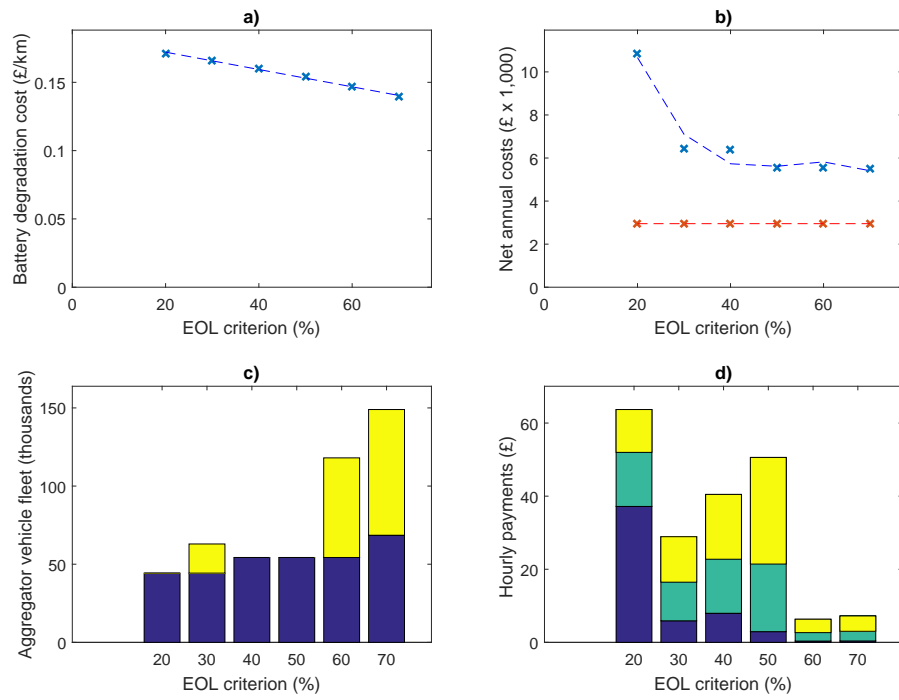 a)
Battery degradation cost (£/km)
0.15
0.1
0.05
0
0 20 40 60
EOL criterion (%)
b)
Net annual costs (£ x 1,000)
10
8
6
4
2
0
0 20 40 60
EOL criterion (%)
c)
Aggregator vehicle fleet (thousands)
150
100
50
0
20 30 40 50 60 70
EOL criterion (%)
d)
Hourly payments (£)
60
40
20
0
20 30 40 50 60 70
EOL criterion (%)